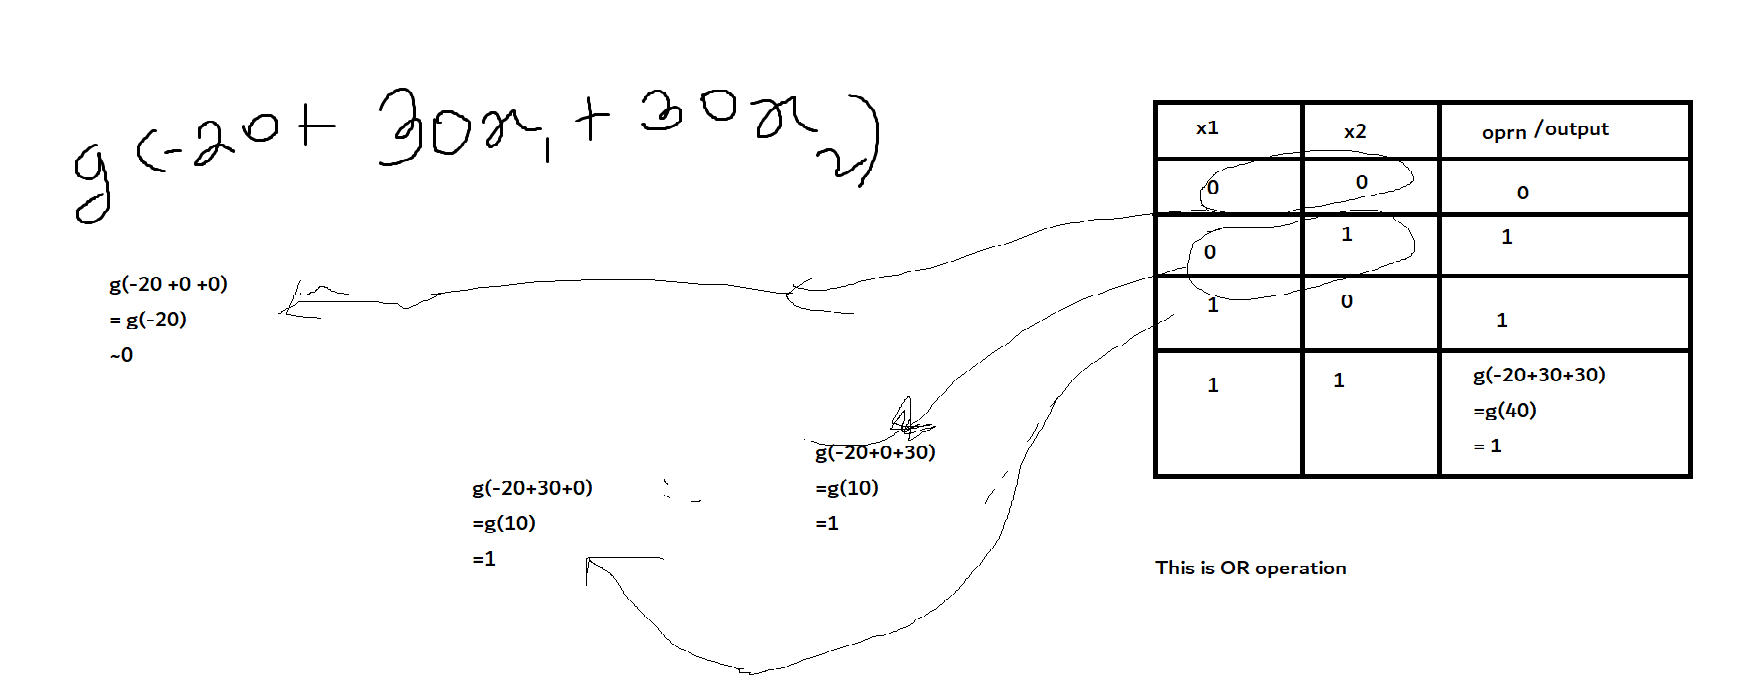 g(-20+ 30x1 + 30x2)
x1 x2 oprn /output
0 0 0
0 1 1
1 0 1
1 1 g(-20+30+30)
=g(40)
= 1
g(-20 +0 +0)
= g(-20)
~0
g(-20+0+30)
=g(10)
=1
g(-20+30+0)
=g(10)
=1
This is OR operation